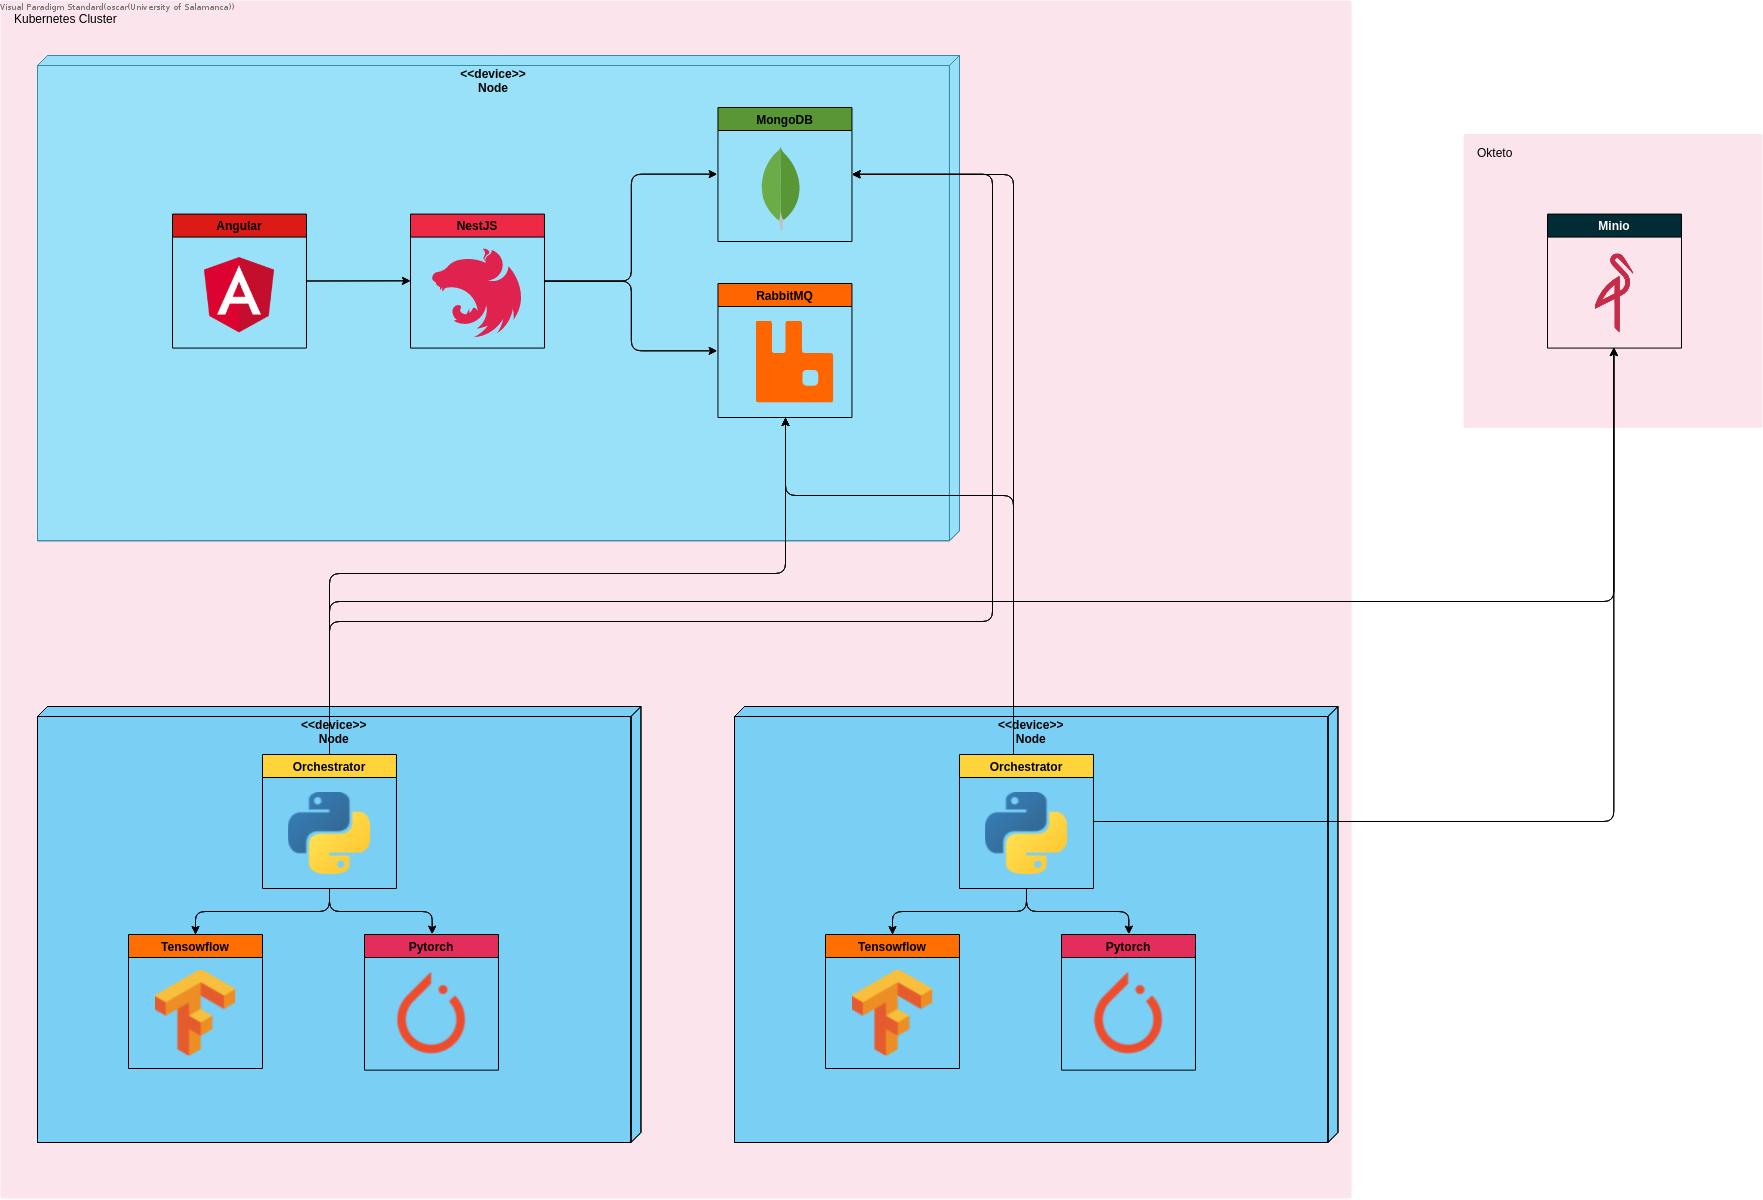 Visual Paradigm Standard(oscar(University of Salamanca))
Kubernetes Cluster
<<device>>
Node
MongoDB
Okteto
Angular
NestJS
Minio
RabbitMQ
<<device>>
Node
<<device>>
Node
Orchestrator
Orchestrator
Tensowflow
Pytorch
Tensowflow
Pytorch